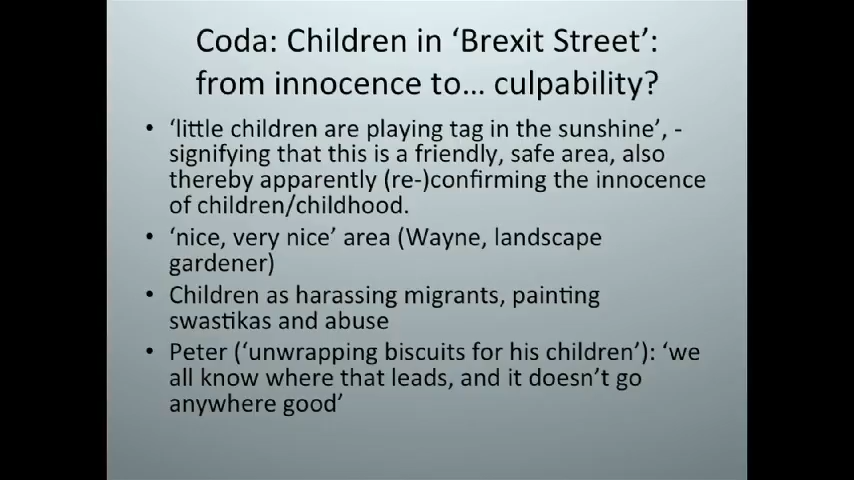 Coda: Children in ‘Brexit Street’:
from innocence to… culpability?
• ‘little children are playing tag in the sunshine’, -
signifying that this is a friendly, safe area, also
thereby apparently (re-)confirming the innocence
of children/childhood.
• ‘nice, very nice’ area (Wayne, landscape
gardener)
• Children as harassing migrants, painting
swastikas and abuse
• Peter (‘unwrapping biscuits for his children’): ‘we
all know where that leads, and it doesn’t go
anywhere good’